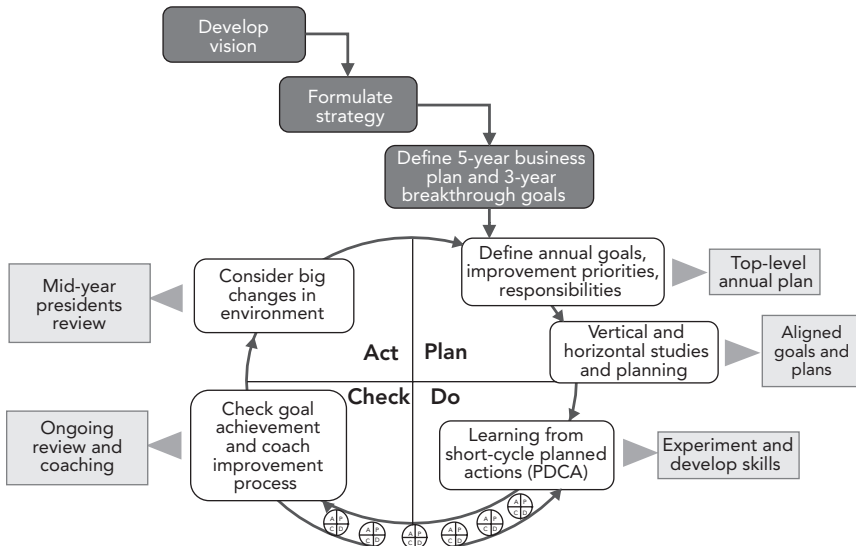 Develop
vision
Formulate
strategy
Define 5-year business
plan and 3-year
breakthrough goals
Define annual goals,
improvement priorities,
responsibilities
Top-level
annual plan
Consider big
changes in
environment
Mid-year
presidents
review
Vertical and
horizontal studies
and planning
Aligned
goals and
plans
Act
Plan
Check
Do
Check goal
achievement
and coach
improvement
process
Ongoing
review and
coaching
Learning from
short-cycle planned
actions (PDCA)
Experiment and
develop skills
A P
C D
A P
C D
A P
C D
A P
C D
A P
C D
A P
C D
A P
C D